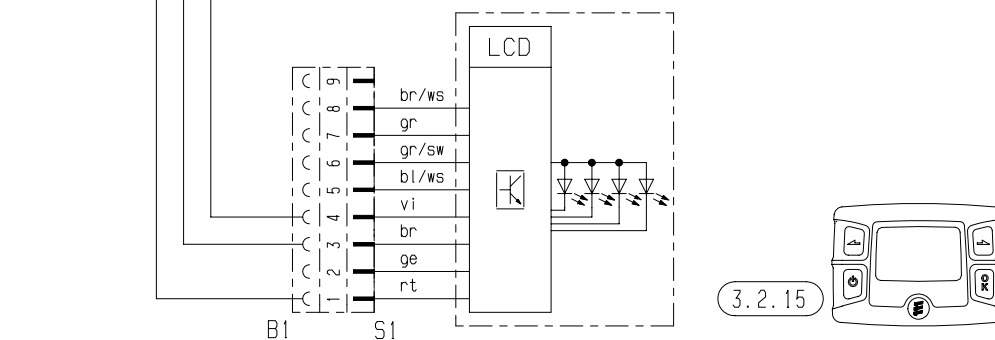 LCD
9
8 br/ws
7 gr
6 gr/sw
5 bl/ws
4 vi
3 br
2 ge
1 rt
B1 S1
3.2.15
OK